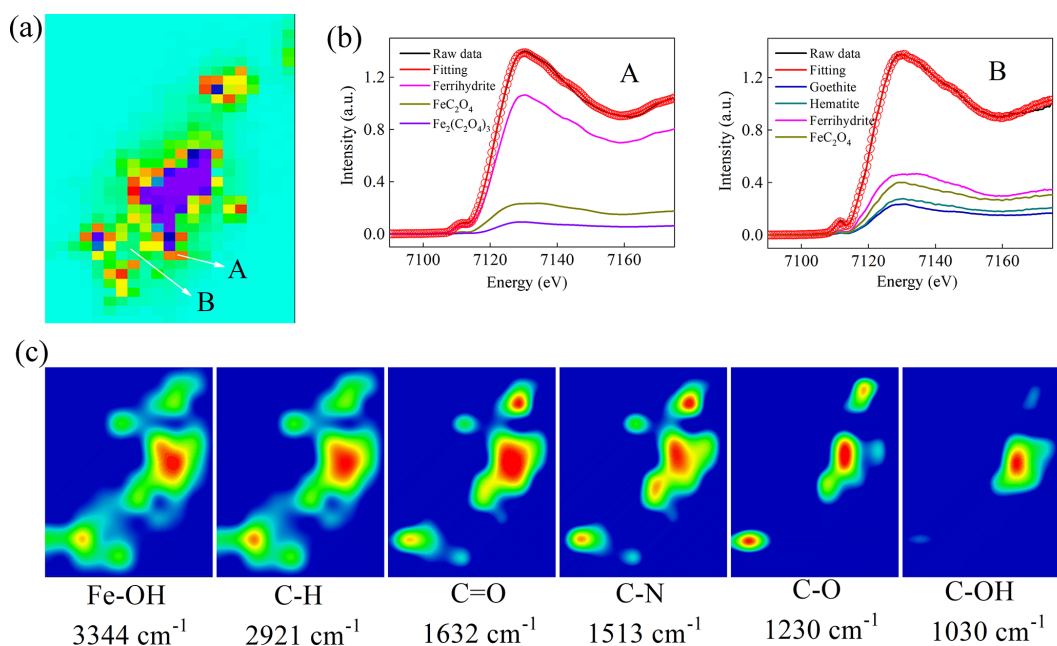 (a)
A
B
(b)
Intensity (a.u.)
1.2
0.8
0.4
0.0
Raw data
Fitting
Ferrihydrite
FeC₂O₄
Fe₂(C₂O₄)₃
A
7100 7120 7140 7160
Energy (eV)
Intensity (a.u.)
1.2
0.8
0.4
0.0
Raw data
Fitting
Goethite
Hematite
Ferrihydrite
FeC₂O₄
B
7100 7120 7140 7160
Energy (eV)
(c)
Fe-OH C-H C=O C-N C-O C-OH
3344 cm⁻¹ 2921 cm⁻¹ 1632 cm⁻¹ 1513 cm⁻¹ 1230 cm⁻¹ 1030 cm⁻¹